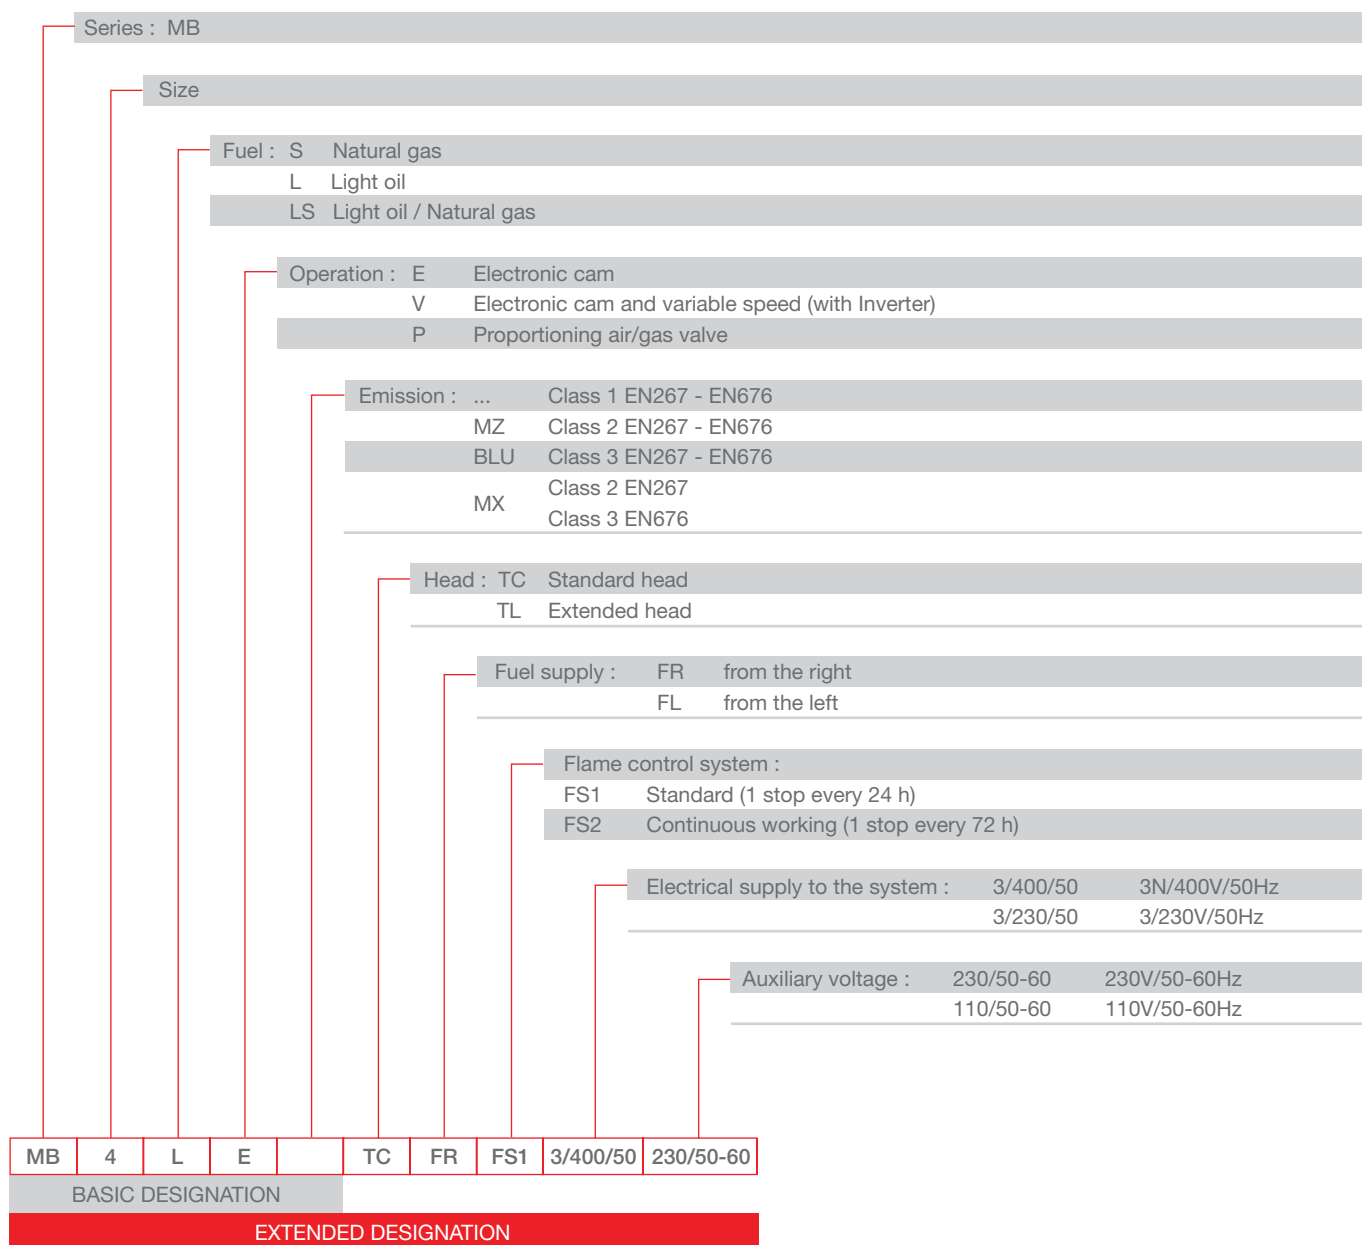 Series : MB
Size
Fuel : S Natural gas
L Light oil
LS Light oil / Natural gas
Operation : E Electronic cam
V Electronic cam and variable speed (with Inverter)
P Proportioning air/gas valve
Emission : ... Class 1 EN267 - EN676
MZ Class 2 EN267 - EN676
BLU Class 3 EN267 - EN676
MX Class 2 EN267
Class 3 EN676
Head : TC Standard head
TL Extended head
Fuel supply : FR from the right
FL from the left
Flame control system :
FS1 Standard (1 stop every 24 h)
FS2 Continuous working (1 stop every 72 h)
Electrical supply to the system : 3/400/50 3N/400V/50Hz
3/230/50 3/230V/50Hz
Auxiliary voltage : 230/50-60 230V/50-60Hz
110/50-60 110V/50-60Hz
MB 4 L E TC FR FS1 3/400/50 230/50-60
BASIC DESIGNATION
EXTENDED DESIGNATION